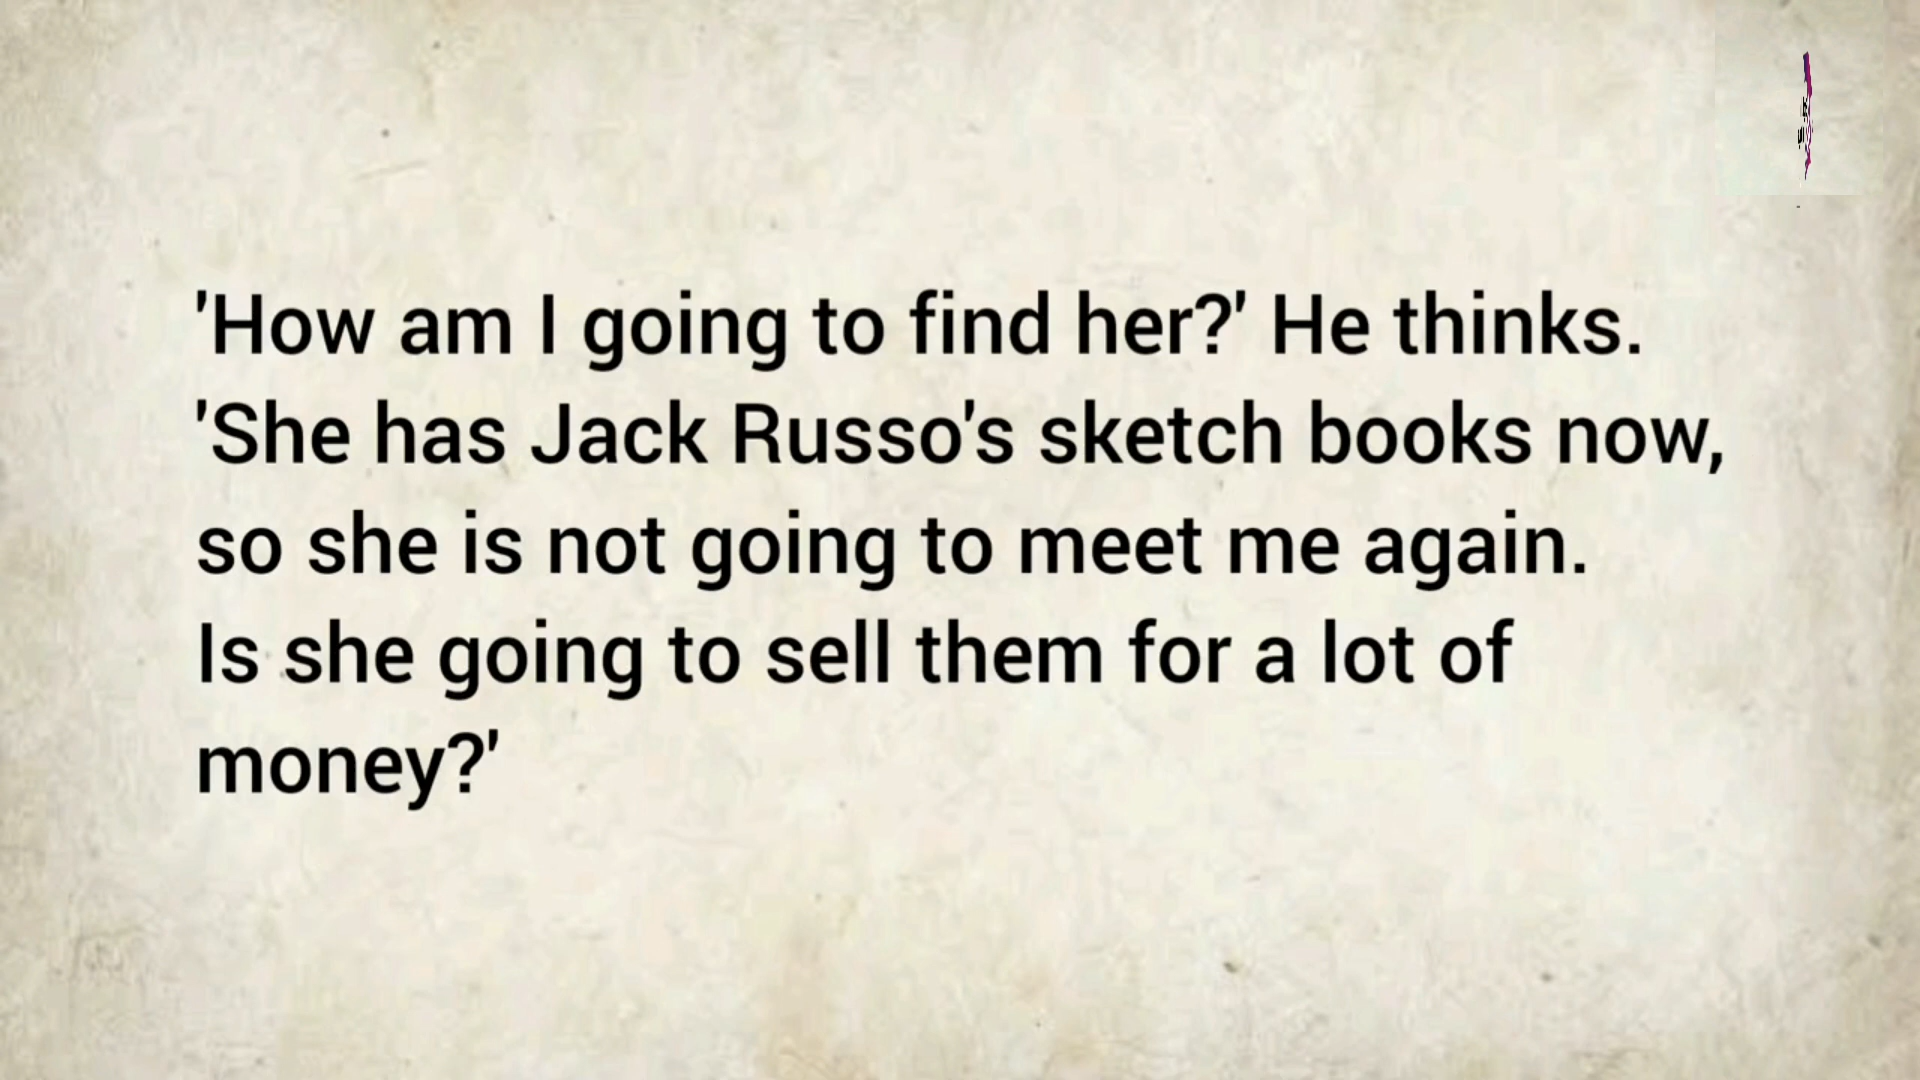 'How am I going to find her?' He thinks.
'She has Jack Russo's sketch books now,
so she is not going to meet me again.
Is she going to sell them for a lot of
money?'